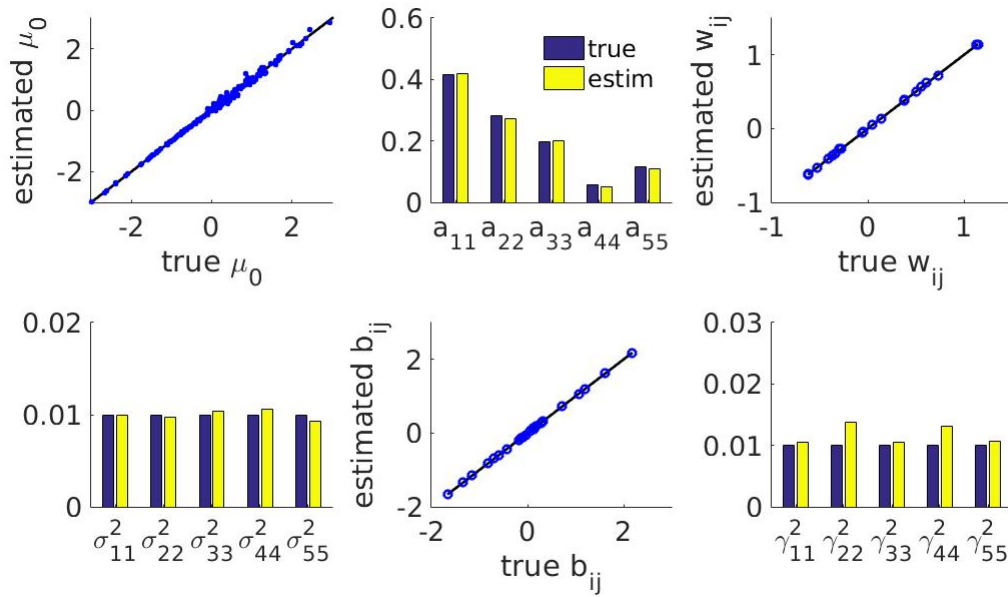 estimated μ₀
2
0
-2
-2 0 2
true μ₀
0.6
0.4
0.2
0
true
estim
a₁₁ a₂₂ a₃₃ a₄₄ a₅₅
estimated wᵢⱼ
1
0
-1
-1 0 1
true wᵢⱼ
0.02
0.01
0
σ²₁₁ σ²₂₂ σ²₃₃ σ²₄₄ σ²₅₅
estimated bᵢⱼ
2
0
-2
-2 0 2
true bᵢⱼ
0.03
0.02
0.01
0
γ²₁₁ γ²₂₂ γ²₃₃ γ²₄₄ γ²₅₅